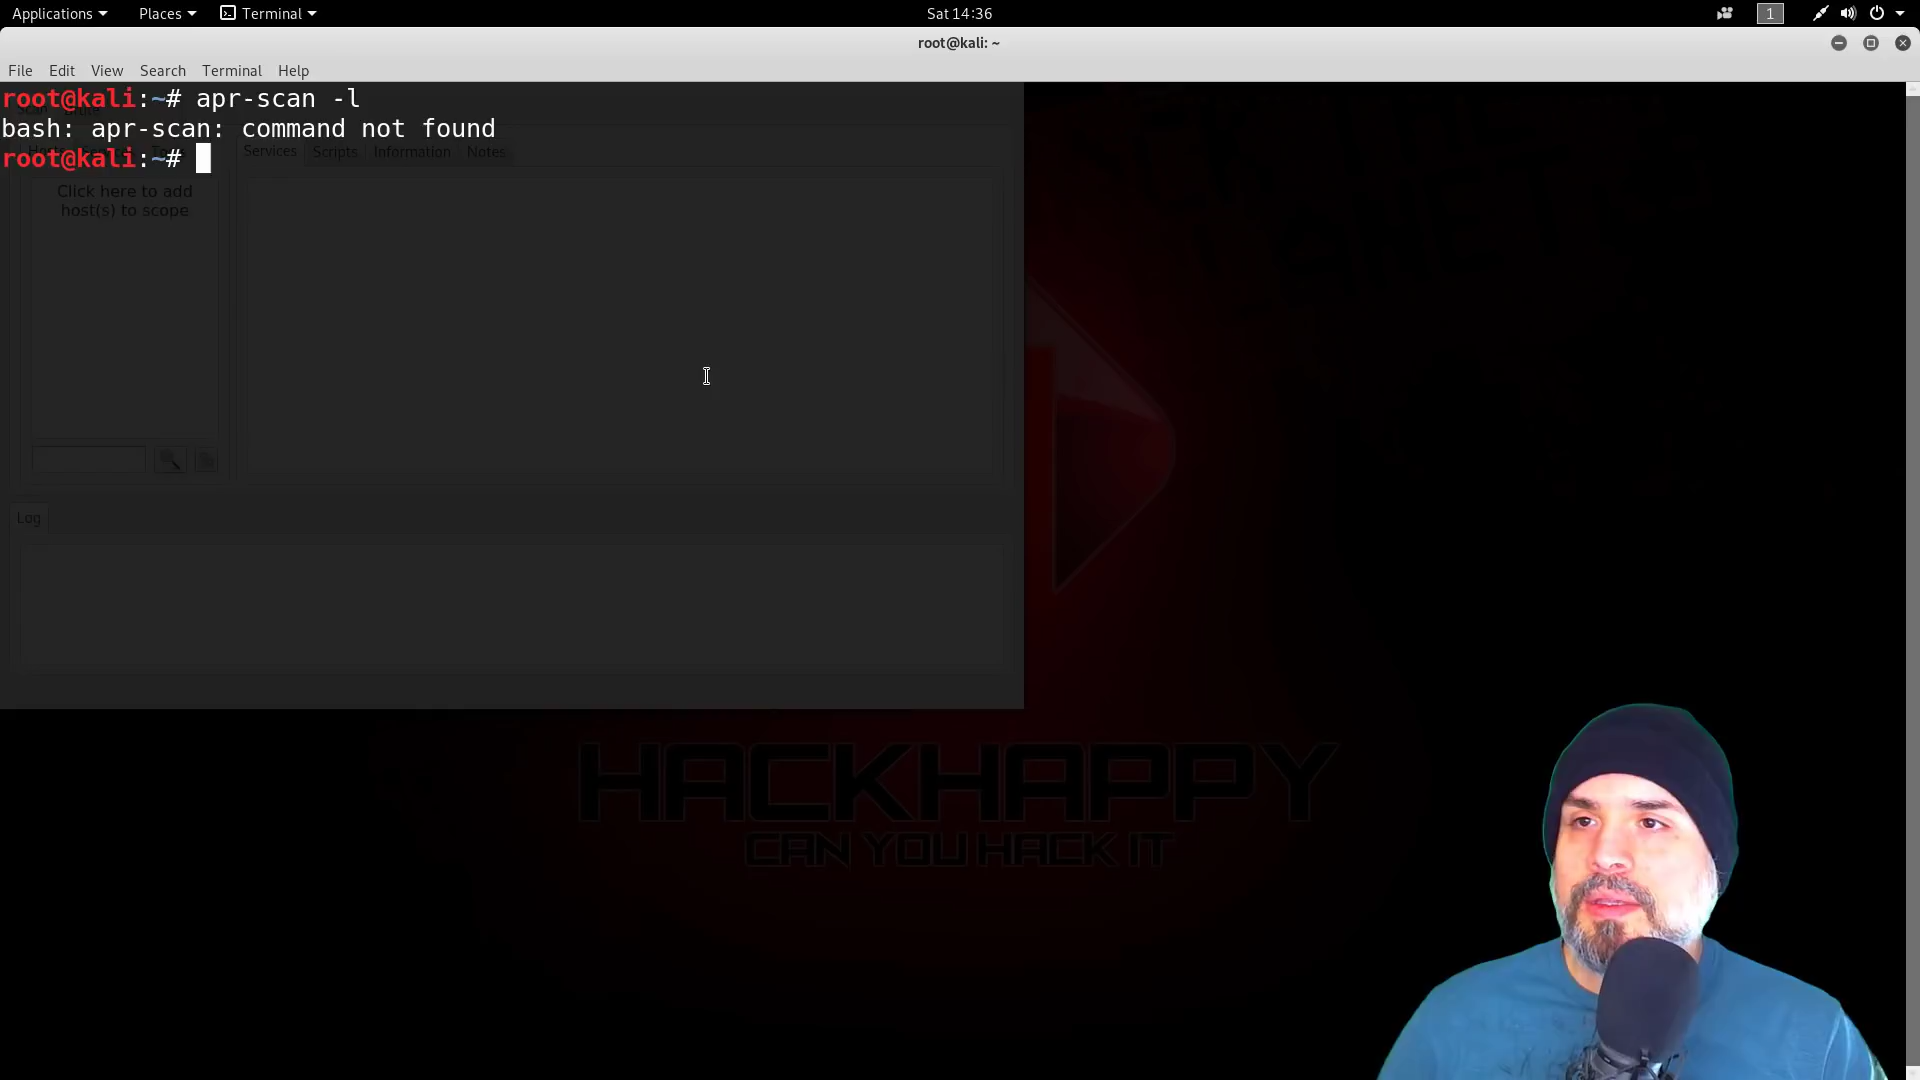 Applications Places Terminal Sat 14:36 1
root@kali: ~
File Edit View Search Terminal Help
root@kali:~# apr-scan -l
bash: apr-scan: command not found
root@kali:~#
Services Scripts Information Notes
Click here to add
host(s) to scope
Log
HACKHAPPY
CAN YOU HACK IT